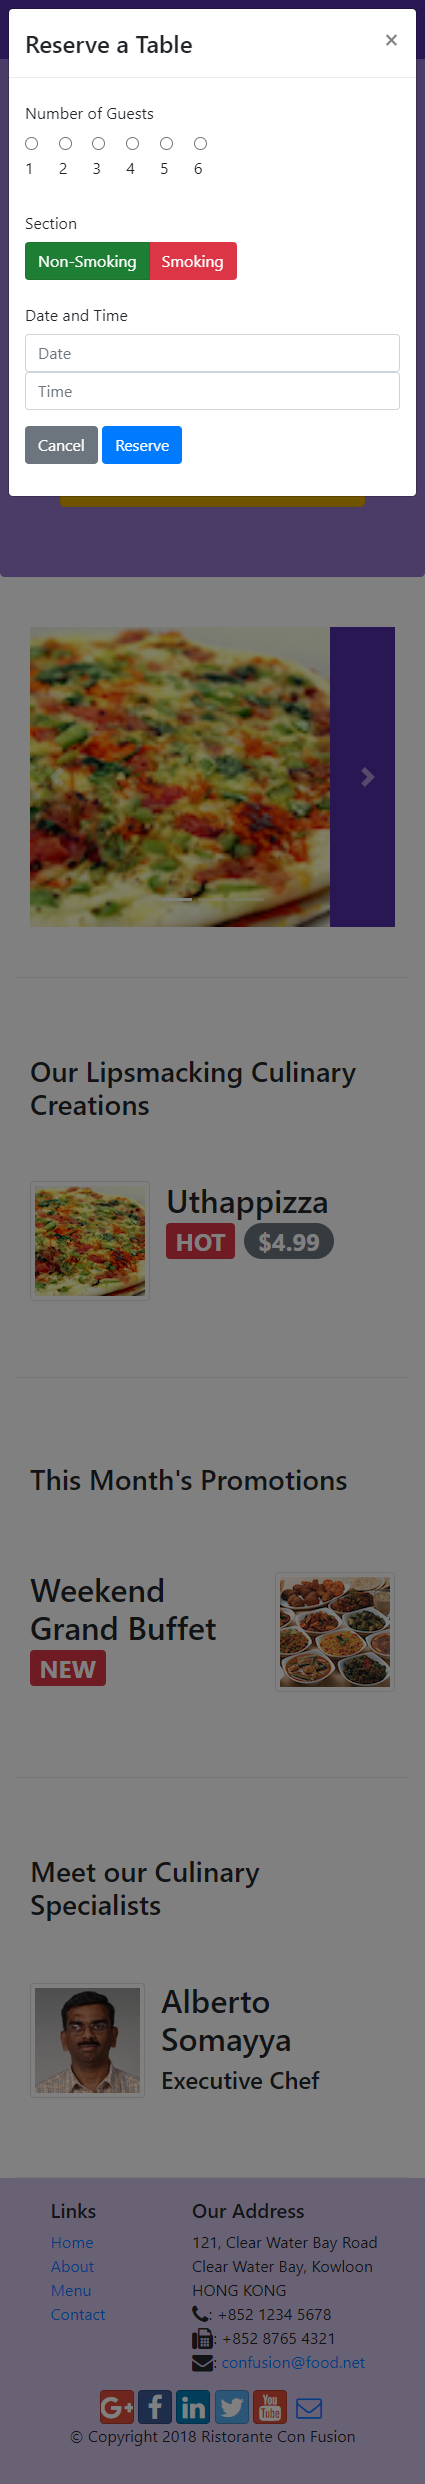 Reserve a Table
×
Number of Guests
1 2 3 4 5 6
Section
Non-Smoking Smoking
Date and Time
Date
Time
Cancel Reserve
Our Lipsmacking Culinary
Creations
Uthappizza
HOT $4.99
This Month's Promotions
Weekend
Grand Buffet
NEW
Meet our Culinary
Specialists
Alberto
Somayya
Executive Chef
Links
Home
About
Menu
Contact
Our Address
121, Clear Water Bay Road
Clear Water Bay, Kowloon
HONG KONG
: +852 1234 5678
: +852 8765 4321
: confusion@food.net
G+ f in You Tube
© Copyright 2018 Ristorante Con Fusion